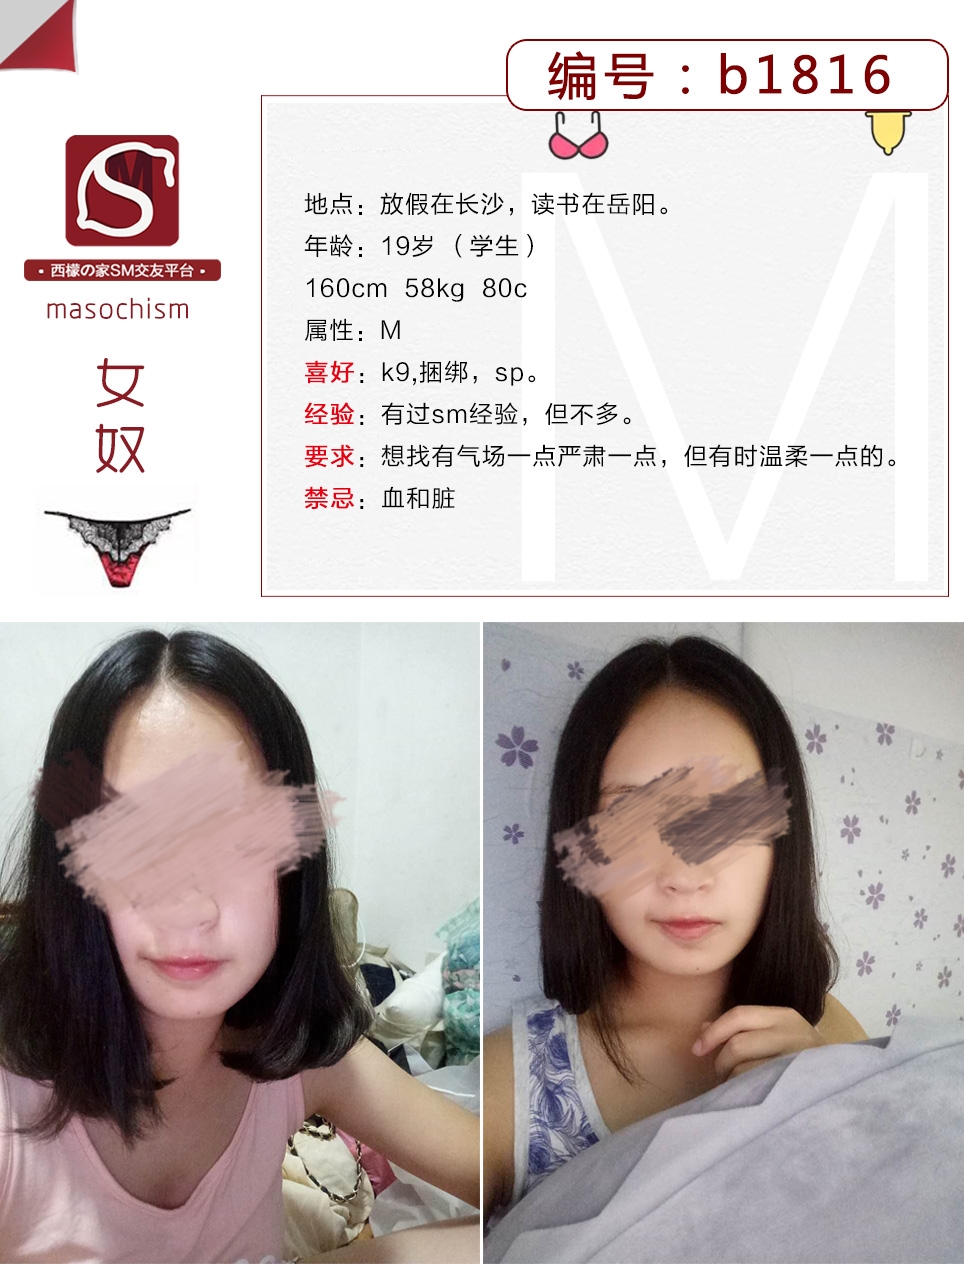 编号：b1816
SM
·西檬の家SM交友平台·
masochism
女
奴
M
地点：放假在长沙，读书在岳阳。
年龄：19岁（学生）
160cm 58kg 80c
属性：M
喜好：k9,捆绑，sp。
经验：有过sm经验，但不多。
要求：想找有气场一点严肃一点，但有时温柔一点的。
禁忌：血和脏